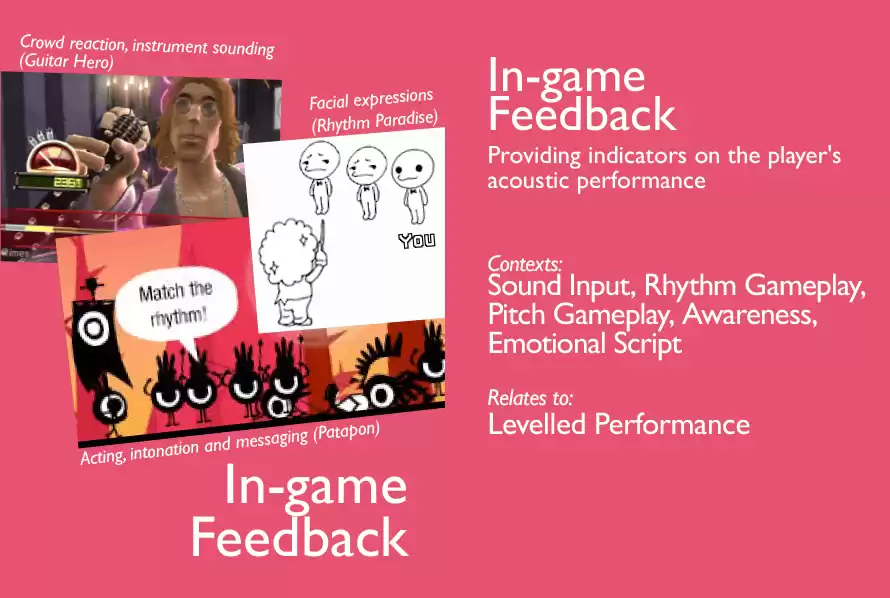 Crowd reaction, instrument sounding
(Guitar Hero)
Facial expressions
(Rhythm Paradise)
You
Match the
rhythm!
Acting, intonation and messaging (Patapon)
In-game
Feedback
In-game
Feedback
Providing indicators on the player's
acoustic performance
Contexts:
Sound Input, Rhythm Gameplay,
Pitch Gameplay, Awareness,
Emotional Script
Relates to:
Levelled Performance